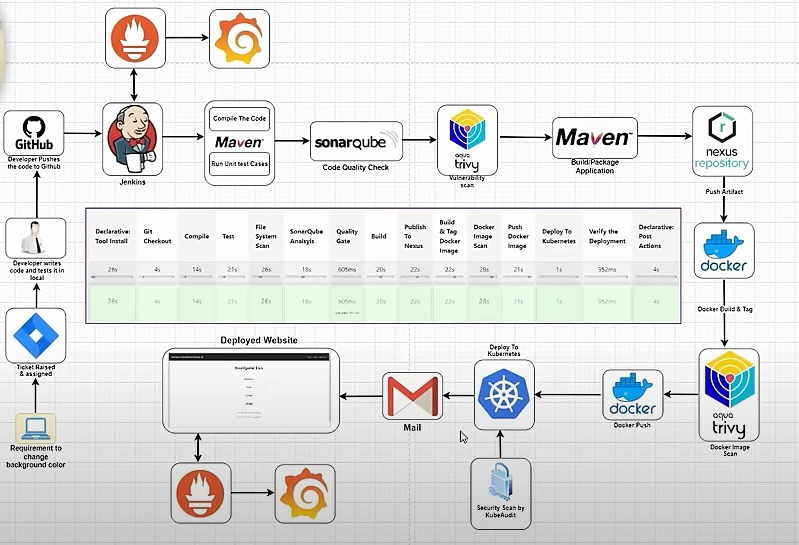 GitHub
Developer Pushes
the code to Github
Jenkins
Compile The Code
Maven™
Run Unit test Cases
sonarqube
Code Quality Check
aqua
trivy
Vulnerability
scan
Maven™
Build/Package
Application
nexus
repository
Push Artifact
Developer writes
code and tests it in
local
Ticket Raised
& assigned
Requirement to
change
background color
Declarative:
Tool Install
Git
Checkout
Compile
Test
File
System
Scan
SonarQube
Anaisyis
Quality
Gate
Build
Publish
To
Nexus
Build
& Tag
Docker
Image
Docker
Image
Scan
Push
Docker
Image
Deploy To
Kubernetes
Verify the
Deployment
Declarative:
Post
Actions
26s 4s 14s 21s 26s 18s 605ms 20s 22s 22s 28s 21s 1s 952ms 4s
26s 4s 14s 21s 26s 18s 605ms 20s 22s 22s 28s 21s 1s 952ms 4s
docker
Docker Build & Tag
aqua
trivy
Docker Image
Scan
docker
Docker Push
Deploy To
Kubernetes
Security Scan by
KubeAudit
Mail
Deployed Website